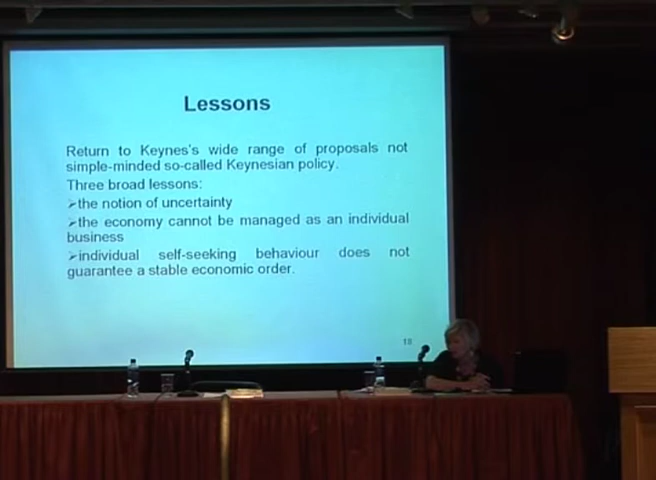 Lessons
Return to Keynes's wide range of proposals not
simple-minded so-called Keynesian policy.
Three broad lessons:
➢the notion of uncertainty
➢the economy cannot be managed as an individual
business
➢individual self-seeking behaviour does not
guarantee a stable economic order.
18